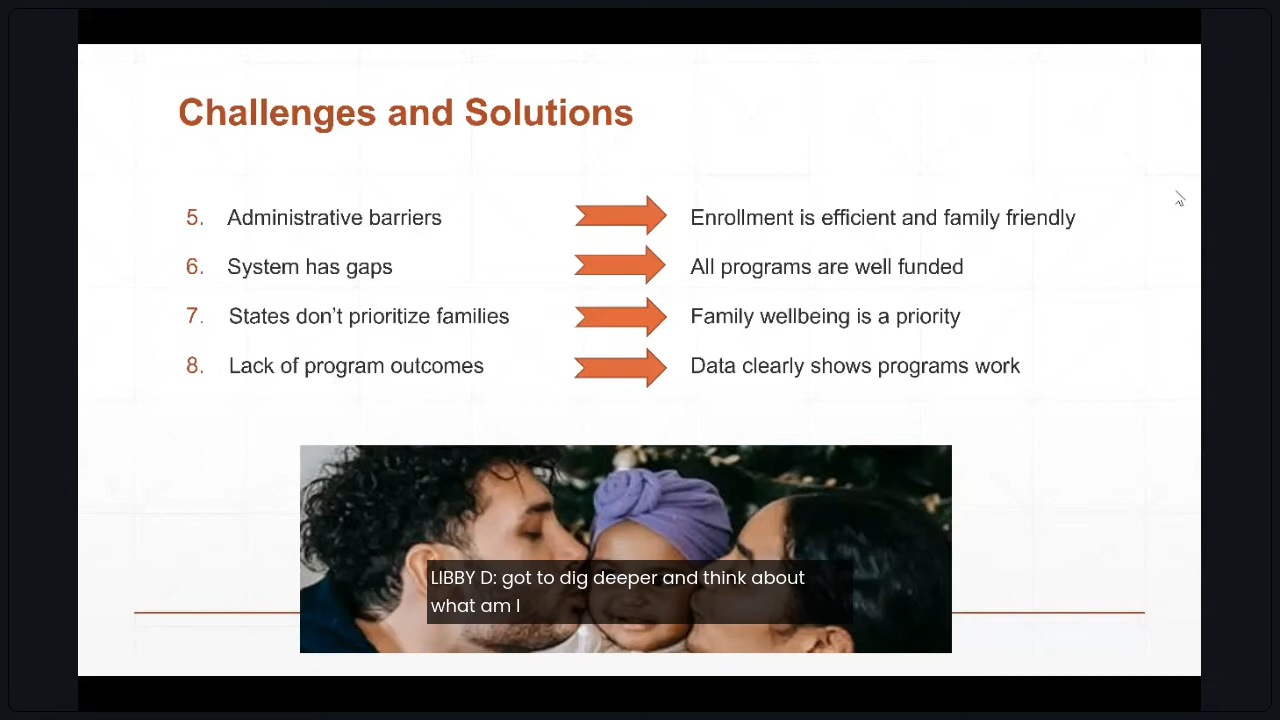 Challenges and Solutions
5. Administrative barriers Enrollment is efficient and family friendly
6. System has gaps All programs are well funded
7. States don’t prioritize families Family wellbeing is a priority
8. Lack of program outcomes Data clearly shows programs work
LIBBY D: got to dig deeper and think about
what am I